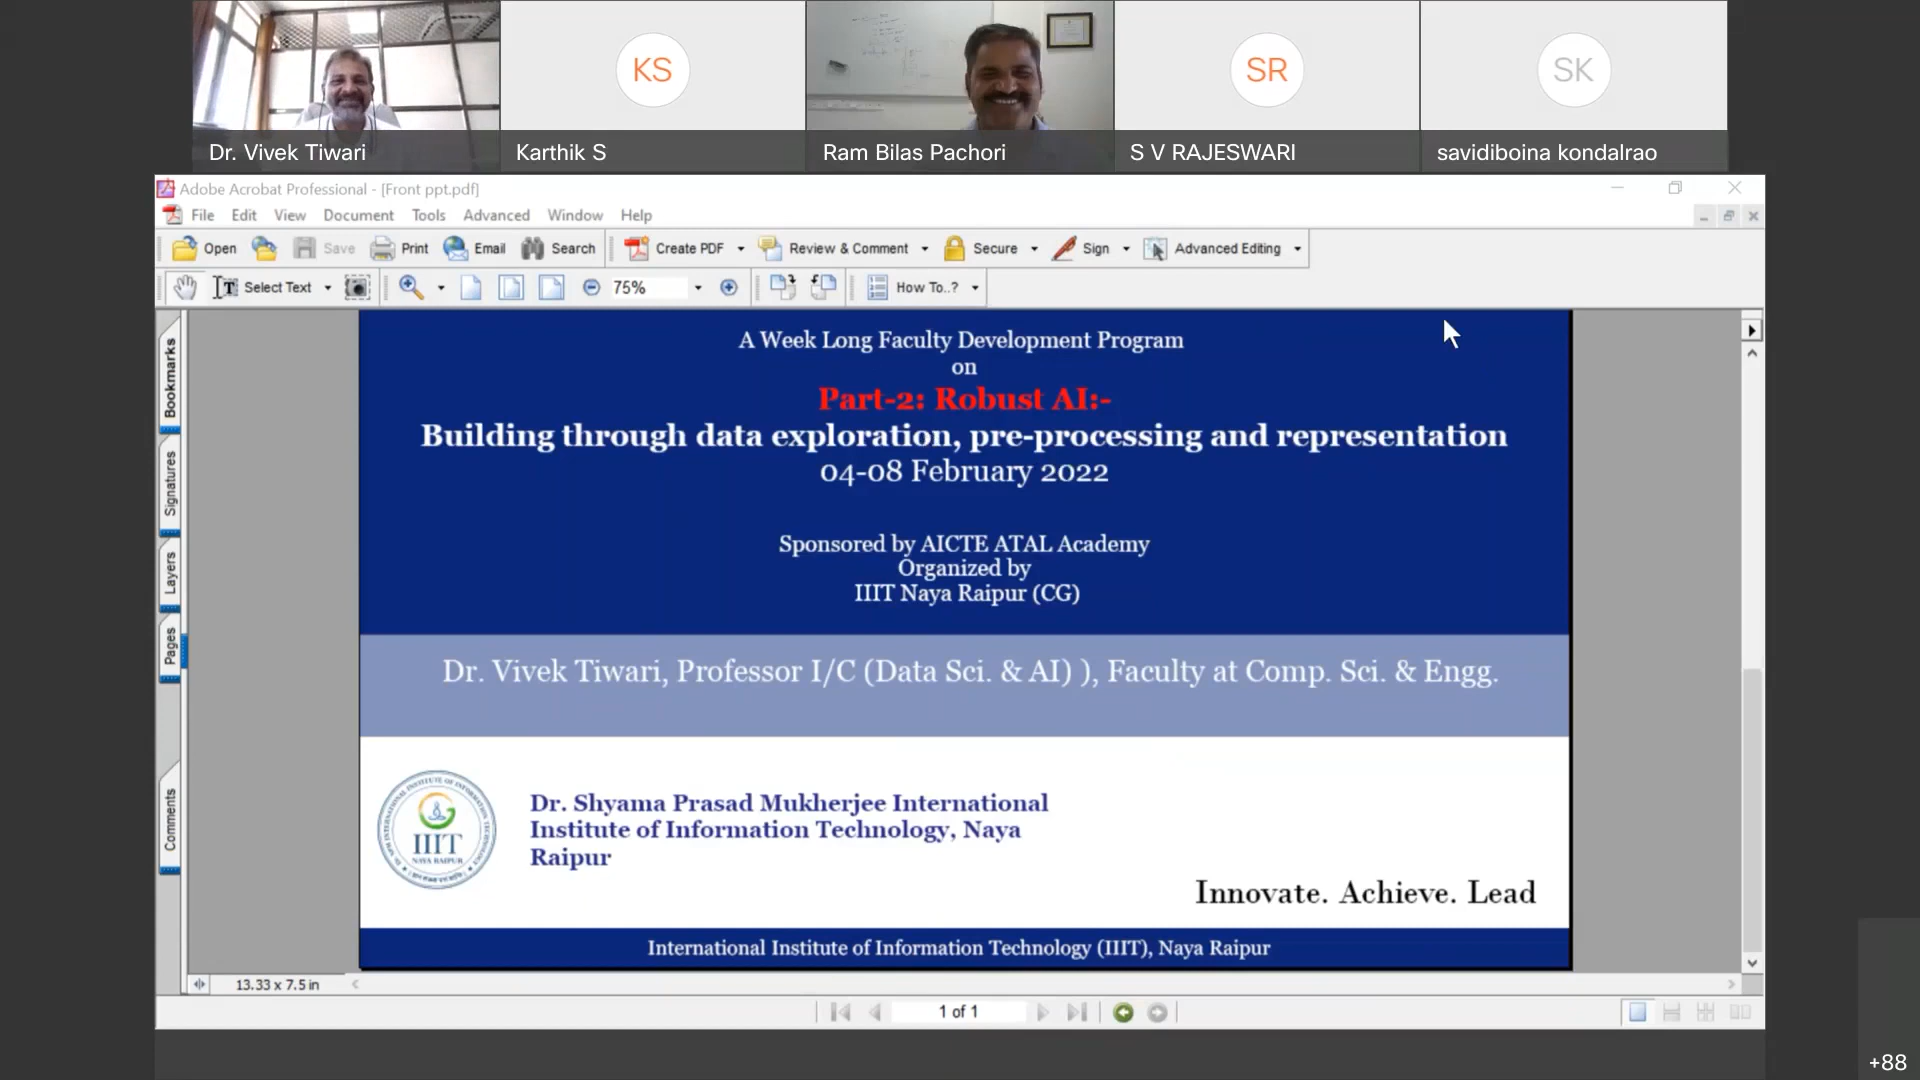 KS
SR
SK
Dr. Vivek Tiwari
Karthik S
Ram Bilas Pachori
S V RAJESWARI
savidiboina kondalrao
Adobe Acrobat Professional - [Front ppt.pdf]
File Edit View Document Tools Advanced Window Help
Open Save Print Email Search Create PDF Review & Comment Secure Sign Advanced Editing
Select Text 75% How To..?
Bookmarks
Signatures
Layers
Pages
Comments
A Week Long Faculty Development Program
on
Part-2: Robust AI:-
Building through data exploration, pre-processing and representation
04-08 February 2022
Sponsored by AICTE ATAL Academy
Organized by
IIIT Naya Raipur (CG)
Dr. Vivek Tiwari, Professor I/C (Data Sci. & AI) ), Faculty at Comp. Sci. & Engg.
IIIT
NAYA RAIPUR
Dr. Shyama Prasad Mukherjee International
Institute of Information Technology, Naya
Raipur
Innovate. Achieve. Lead
International Institute of Information Technology (IIIT), Naya Raipur
13.33 x 7.5 in
1 of 1
+88